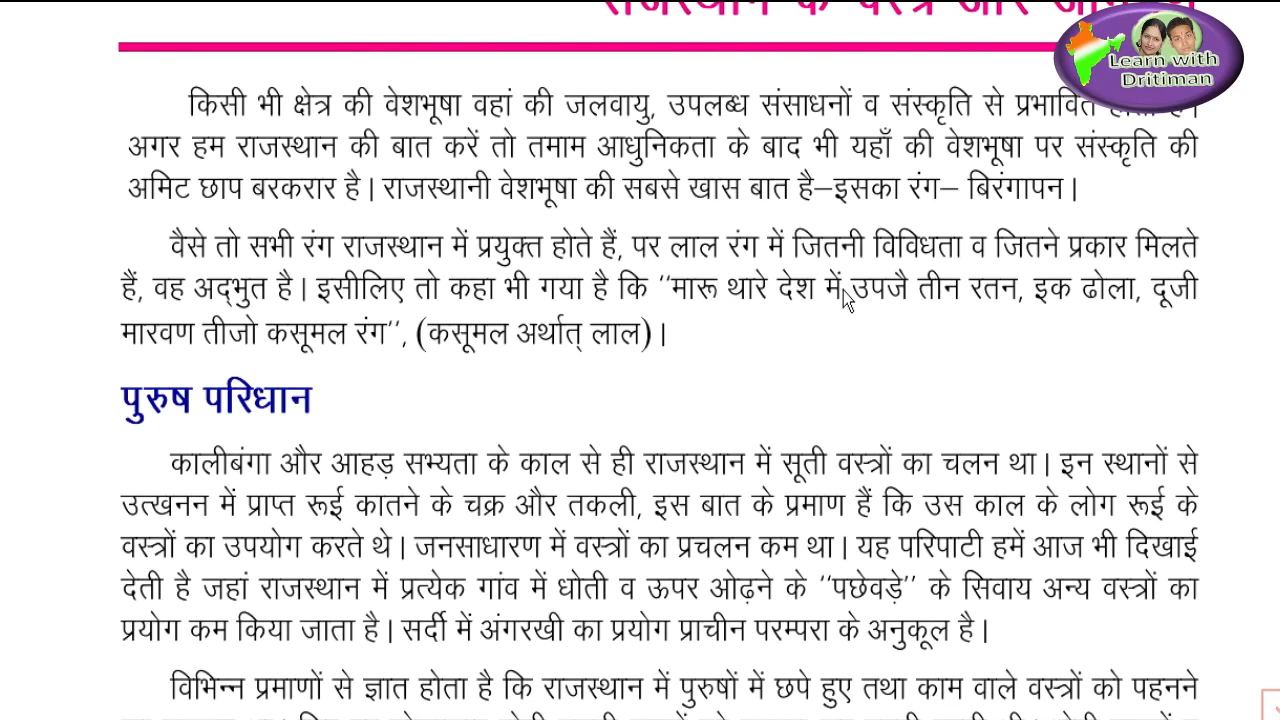 राजस्थान के वस्त्र और
Learn with
Dritiman
किसी भी क्षेत्र की वेशभूषा वहां की जलवायु, उपलब्ध संसाधनों व संस्कृति से प्रभावित होती है।
अगर हम राजस्थान की बात करें तो तमाम आधुनिकता के बाद भी यहाँ की वेशभूषा पर संस्कृति की
अमिट छाप बरकरार है। राजस्थानी वेशभूषा की सबसे खास बात है–इसका रंग– बिरंगापन।
वैसे तो सभी रंग राजस्थान में प्रयुक्त होते हैं, पर लाल रंग में जितनी विविधता व जितने प्रकार मिलते
हैं, वह अद्‌भुत है। इसीलिए तो कहा भी गया है कि ''मारू थारे देश में उपजै तीन रतन, इक ढोला, दूजी
मारवण तीजो कसूमल रंग'', (कसूमल अर्थात् लाल)।
पुरुष परिधान
कालीबंगा और आहड़ सभ्यता के काल से ही राजस्थान में सूती वस्त्रों का चलन था। इन स्थानों से
उत्खनन में प्राप्त रूई कातने के चक्र और तकली, इस बात के प्रमाण हैं कि उस काल के लोग रूई के
वस्त्रों का उपयोग करते थे। जनसाधारण में वस्त्रों का प्रचलन कम था। यह परिपाटी हमें आज भी दिखाई
देती है जहां राजस्थान में प्रत्येक गांव में धोती व ऊपर ओढ़ने के ''पछेवड़े'' के सिवाय अन्य वस्त्रों का
प्रयोग कम किया जाता है। सर्दी में अंगरखी का प्रयोग प्राचीन परम्परा के अनुकूल है।
विभिन्न प्रमाणों से ज्ञात होता है कि राजस्थान में पुरुषों में छपे हुए तथा काम वाले वस्त्रों को पहनने